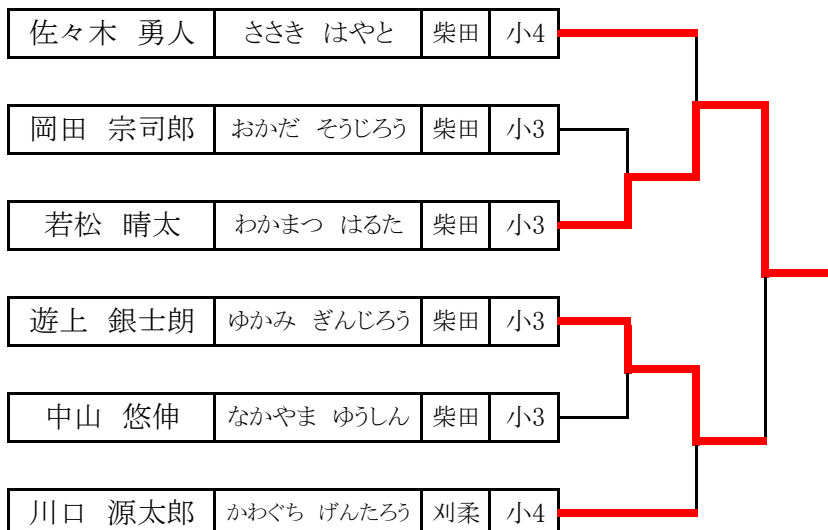 佐々木 勇人 ささき はやと 柴田 小4
岡田 宗司郎 おかだ そうじろう 柴田 小3
若松 晴太 わかまつ はるた 柴田 小3
遊上 銀士朗 ゆかみ ぎんじろう 柴田 小3
中山 悠伸 なかやま ゆうしん 柴田 小3
川口 源太郎 かわぐち げんたろう 刈柔 小4